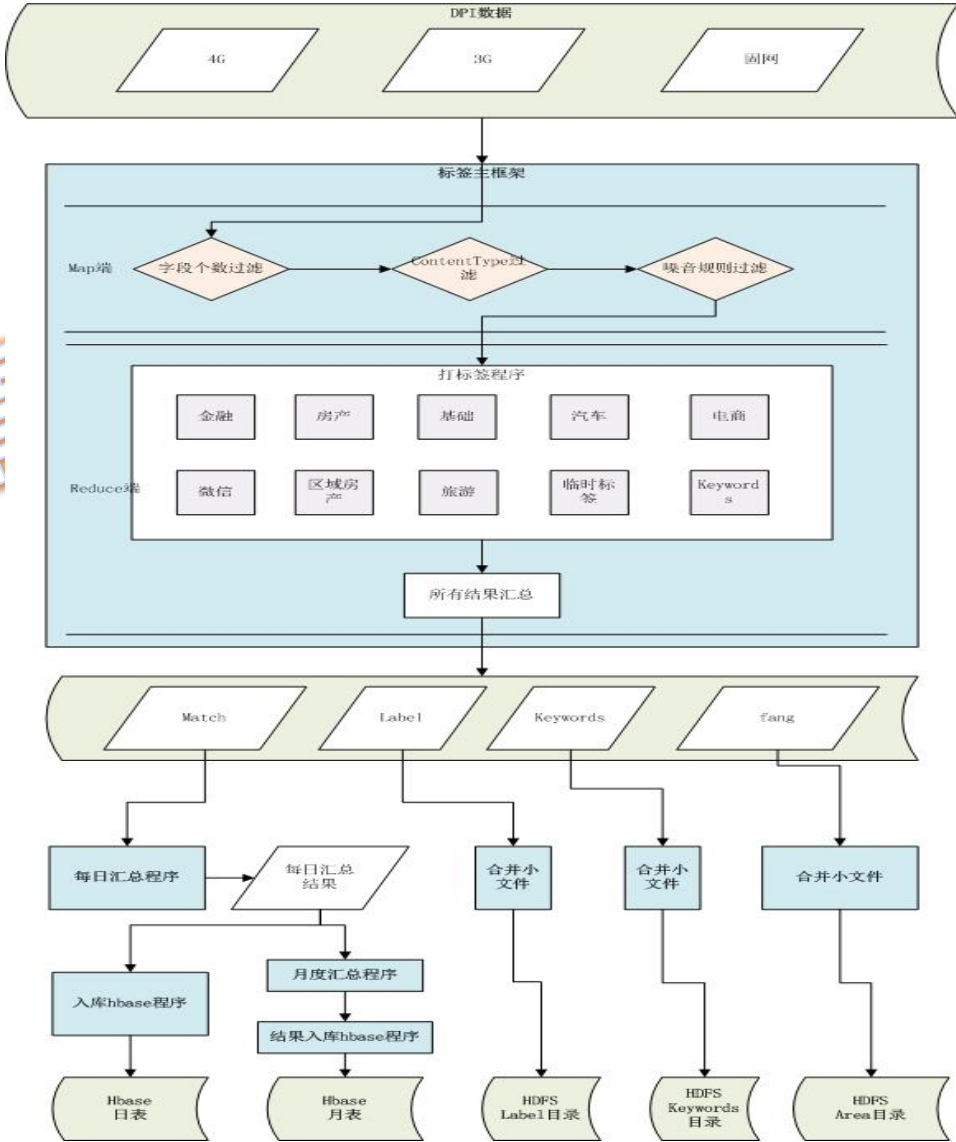 DPI数据
4G
3G
固网
标签主框架
Map端
字段个数过滤
ContentType过
滤
噪音规则过滤
打标签程序
金融
房产
基础
汽车
电商
Reduce端
微信
区域房
产
旅游
临时标
签
Keyword
s
所有结果汇总
Match
Label
Keywords
fang
每日汇总程序
每日汇总
结果
合并小
文件
合并小
文件
合并小文件
入库hbase程序
月度汇总程序
结果入库hbase程序
Hbase
日表
Hbase
月表
HDFS
Label目录
HDFS
Keywords
目录
HDFS
Area目录